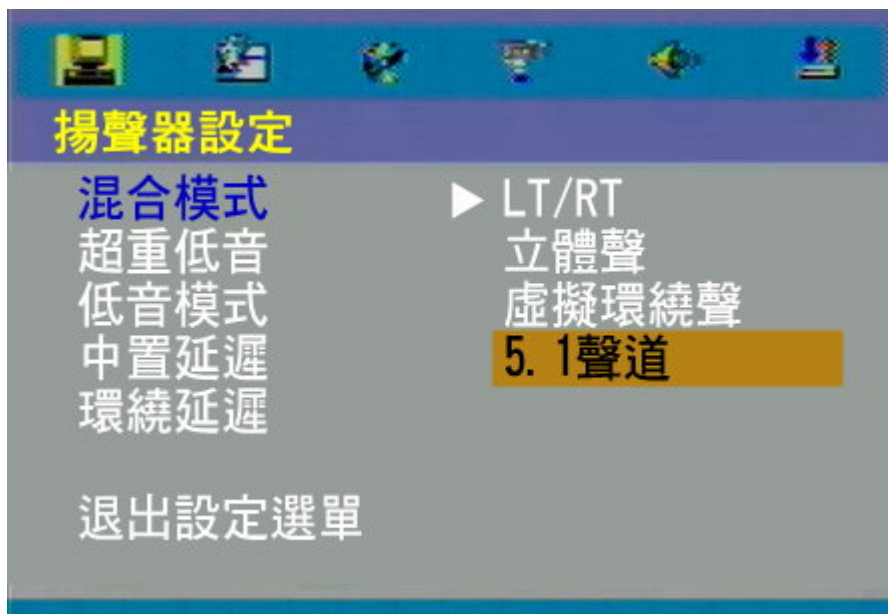 揚聲器設定
混合模式 ▶ LT/RT
超重低音 立體聲
低音模式 虛擬環繞聲
中置延遲 5.1聲道
環繞延遲
退出設定選單